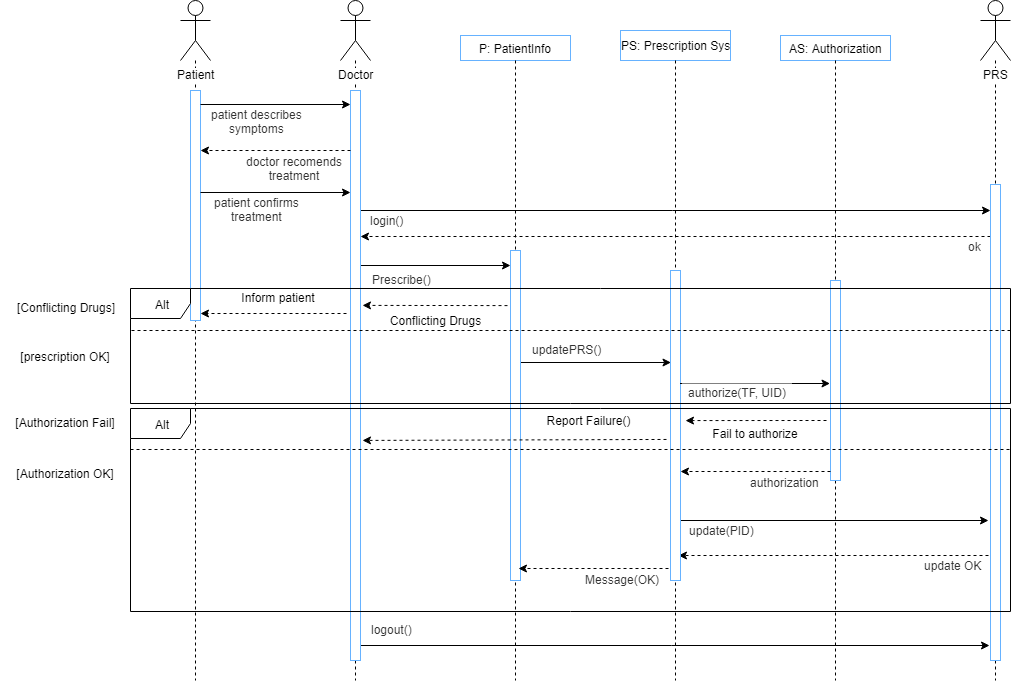 P: PatientInfo
PS: Prescription Sys
AS: Authorization
Patient
Doctor
PRS
patient describes
symptoms
doctor recomends
treatment
patient confirms
treatment
login()
ok
Prescribe()
[Conflicting Drugs]
Alt
Inform patient
Conflicting Drugs
[prescription OK]
updatePRS()
authorize(TF, UID)
[Authorization Fail]
Alt
Report Failure()
Fail to authorize
[Authorization OK]
authorization
update(PID)
update OK
Message(OK)
logout()